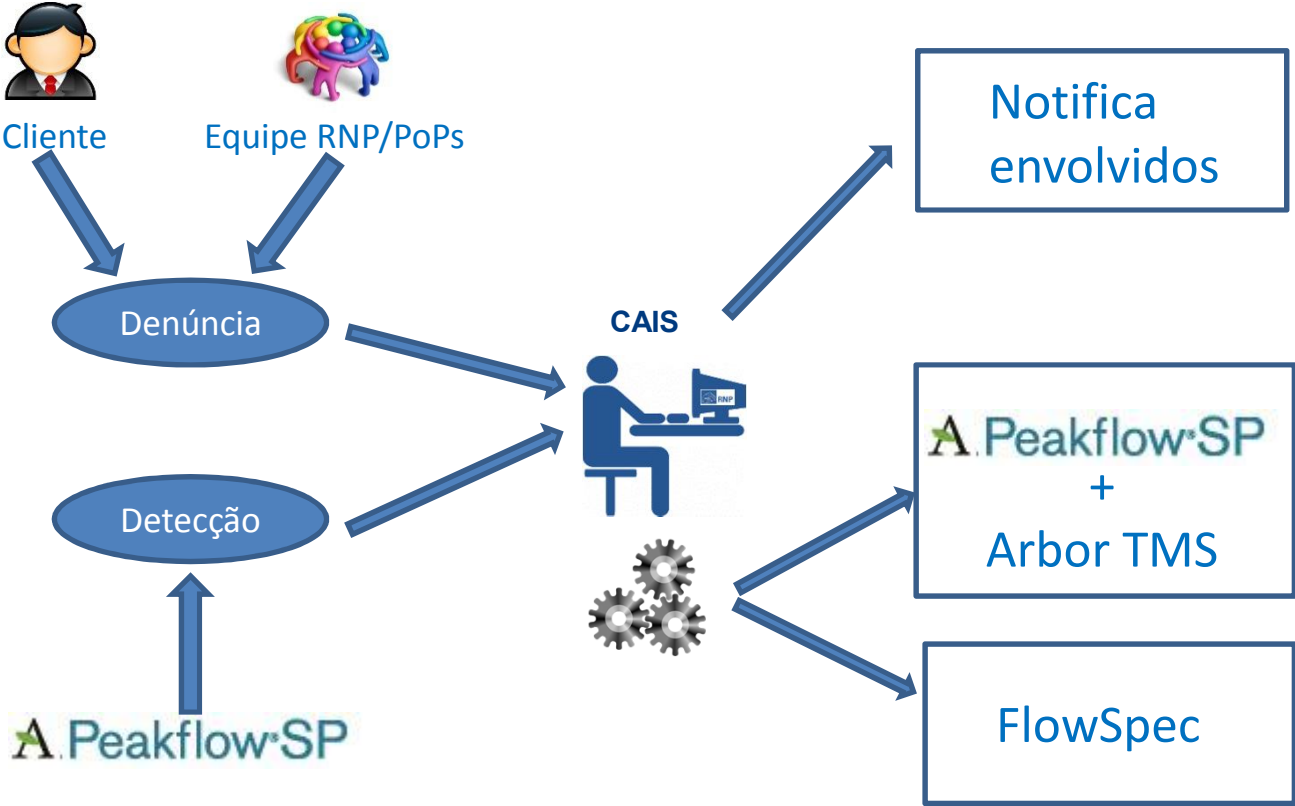 Cliente
Equipe RNP/PoPs
Denúncia
Detecção
A.Peakflow®SP
CAIS
RNP
Notifica
envolvidos
A.Peakflow®SP
+
Arbor TMS
FlowSpec